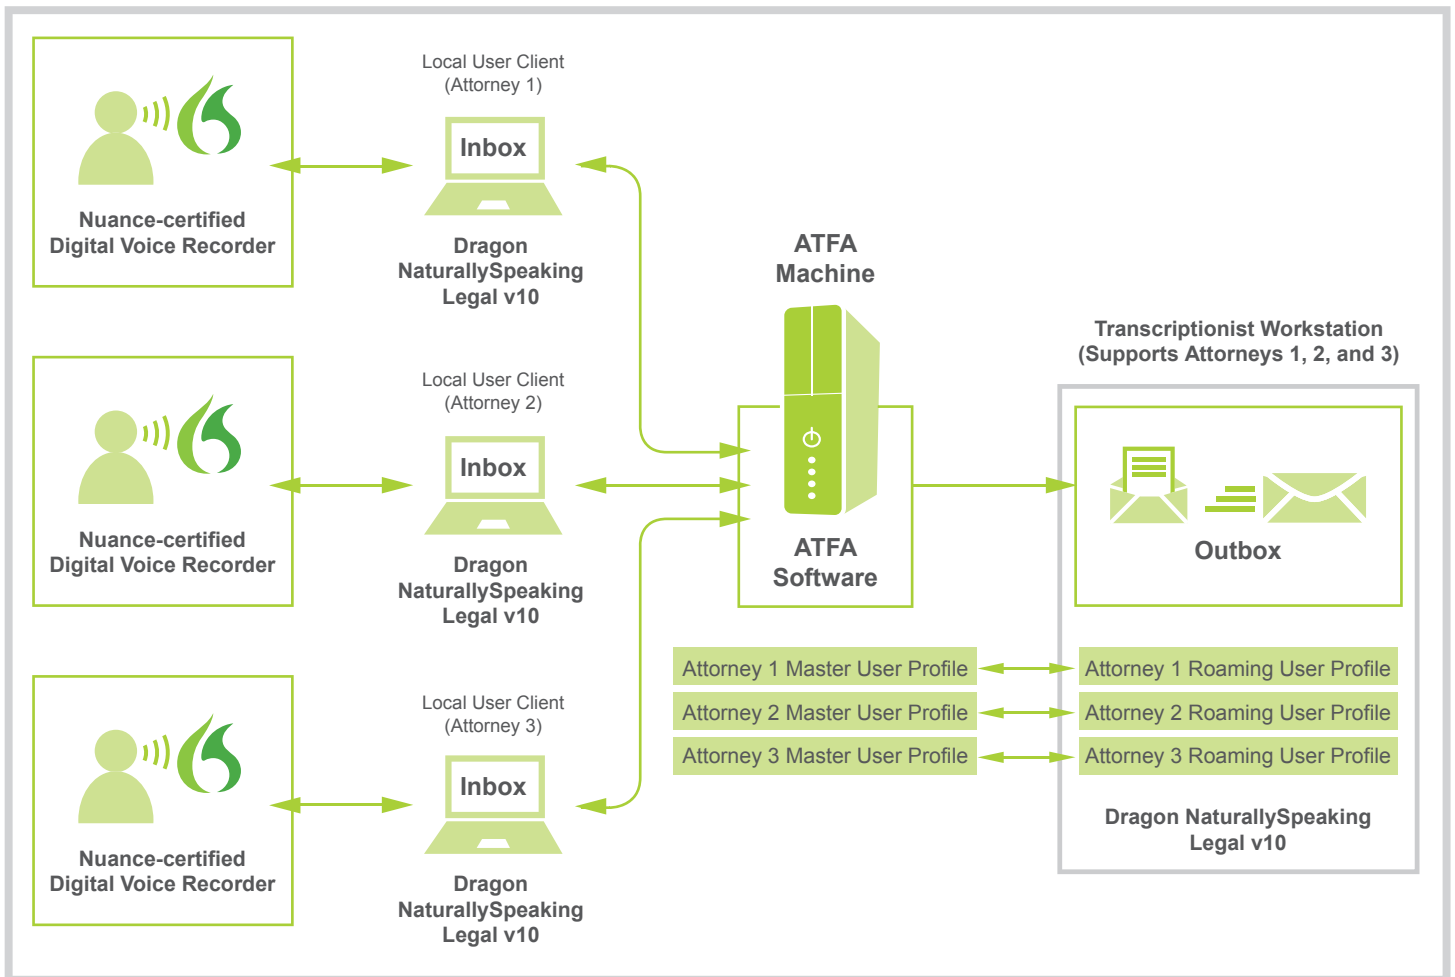 Local User Client
(Attorney 1)
Inbox
Nuance-certified
Digital Voice Recorder
Dragon
NaturallySpeaking
Legal v10
Local User Client
(Attorney 2)
Inbox
Nuance-certified
Digital Voice Recorder
Dragon
NaturallySpeaking
Legal v10
Local User Client
(Attorney 3)
Inbox
Nuance-certified
Digital Voice Recorder
Dragon
NaturallySpeaking
Legal v10
ATFA
Machine
ATFA
Software
Transcriptionist Workstation
(Supports Attorneys 1, 2, and 3)
Outbox
Attorney 1 Master User Profile
Attorney 1 Roaming User Profile
Attorney 2 Master User Profile
Attorney 2 Roaming User Profile
Attorney 3 Master User Profile
Attorney 3 Roaming User Profile
Dragon NaturallySpeaking
Legal v10